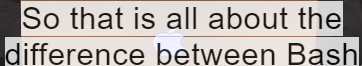 So that is all about the
difference between Bash